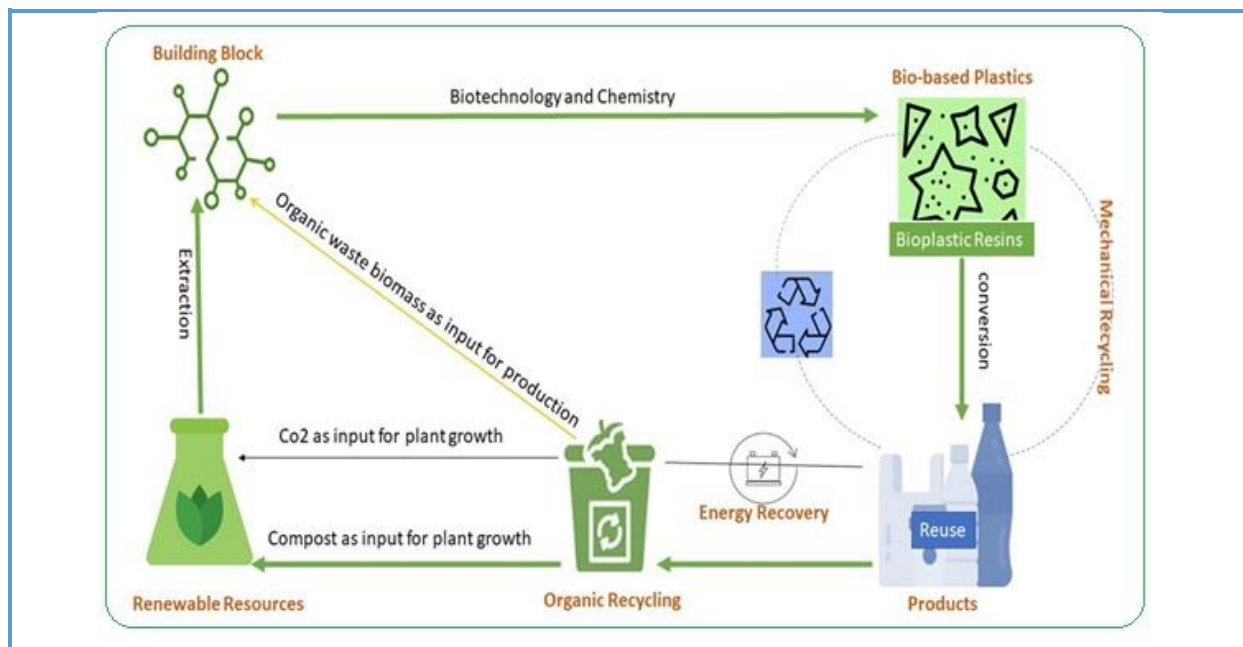 Building Block
Biotechnology and Chemistry
Bio-based Plastics
Bioplastic Resins
Mechanical Recycling
conversion
Extraction
Organic waste biomass as input for production
Co2 as input for plant growth
Energy Recovery
Reuse
Compost as input for plant growth
Renewable Resources
Organic Recycling
Products